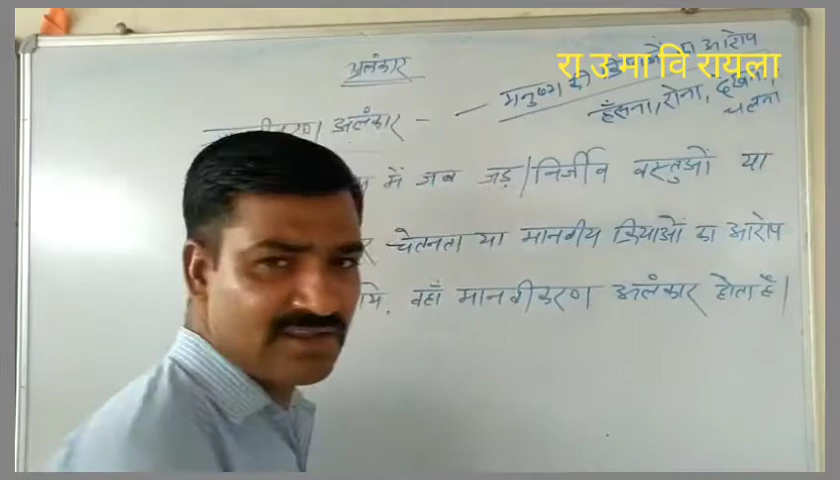 अलंकार
मनुष्य की का आरोप
रा उ मा वि रायला
हँसना, रोना, देखना,
चलना
अलंकार -
में जब जड़/निर्जीव वस्तुओं या
चेतनता या मानवीय क्रियाओं का आरोप
वहाँ मानवीकरण अलंकार होता है।